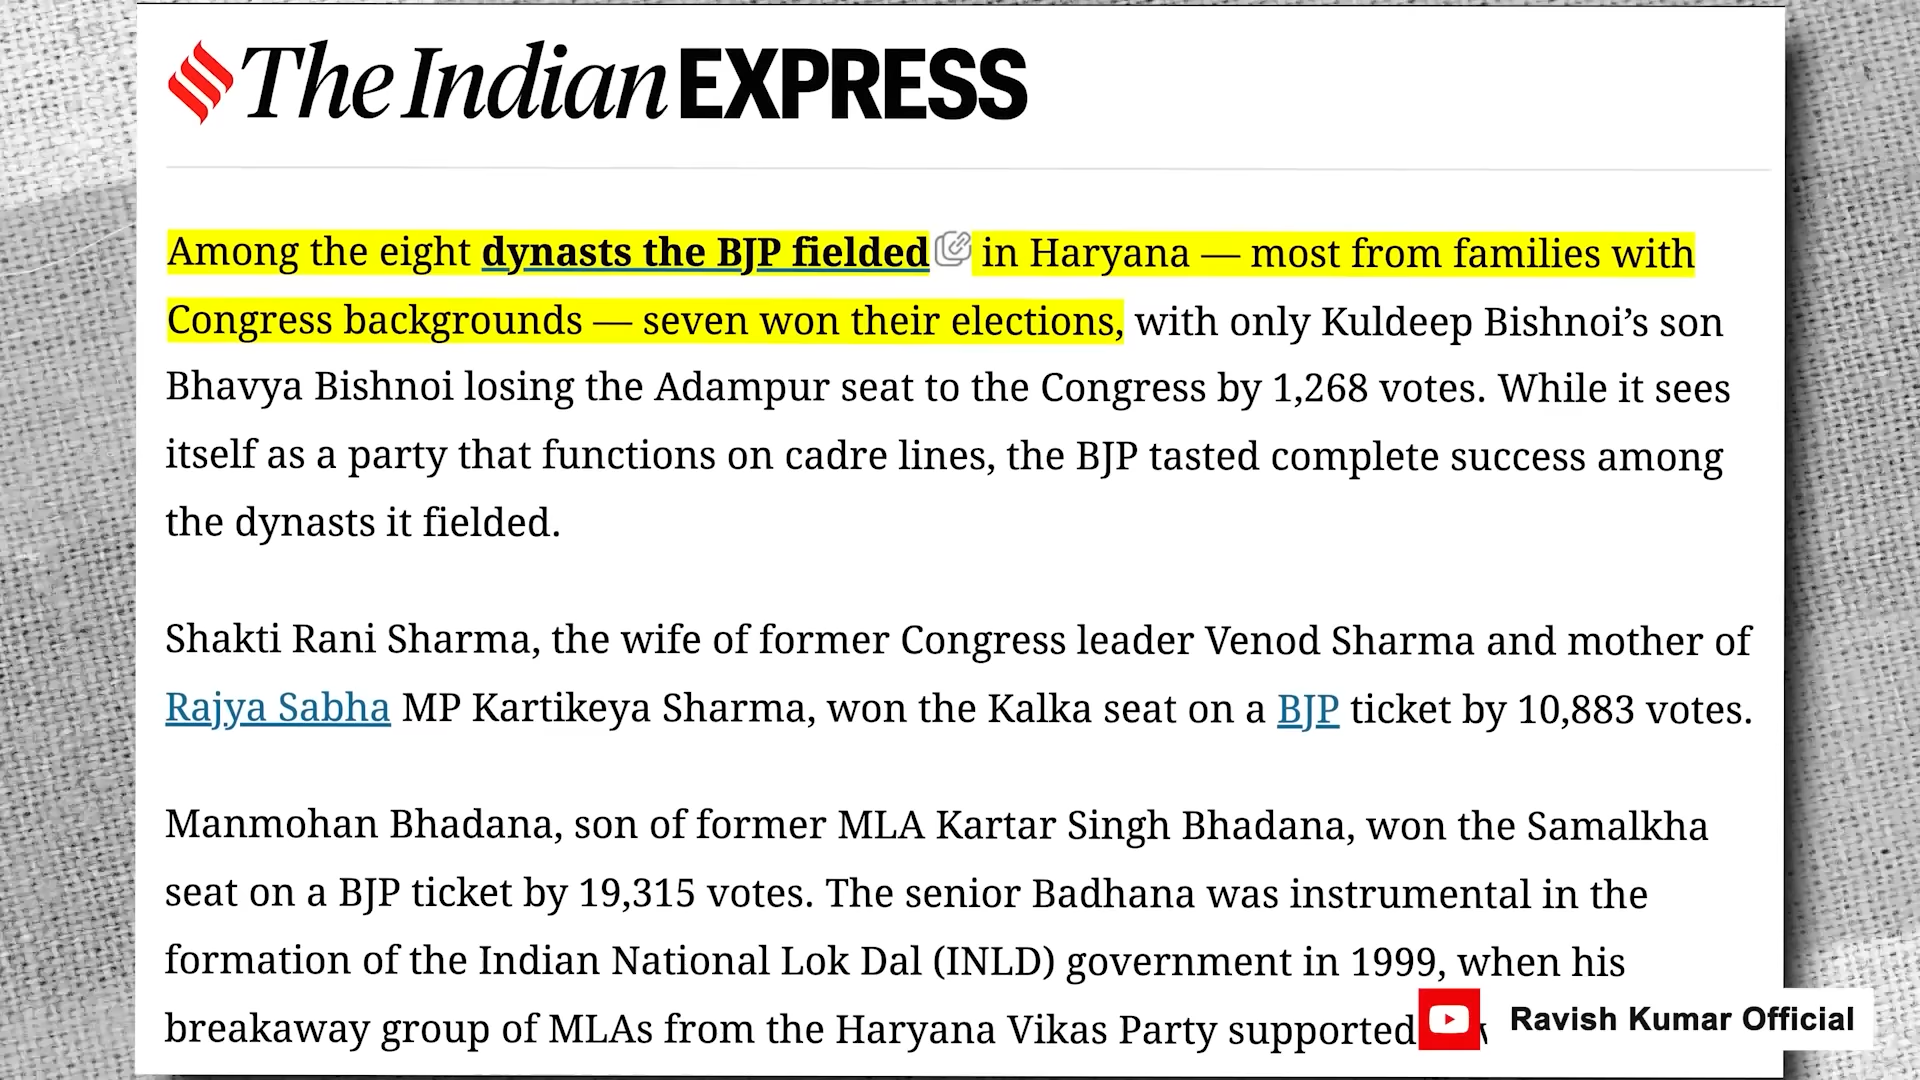 The Indian EXPRESS
Among the eight dynasts the BJP fielded in Haryana — most from families with
Congress backgrounds — seven won their elections, with only Kuldeep Bishnoi’s son
Bhavya Bishnoi losing the Adampur seat to the Congress by 1,268 votes. While it sees
itself as a party that functions on cadre lines, the BJP tasted complete success among
the dynasts it fielded.
Shakti Rani Sharma, the wife of former Congress leader Venod Sharma and mother of
Rajya Sabha MP Kartikeya Sharma, won the Kalka seat on a BJP ticket by 10,883 votes.
Manmohan Bhadana, son of former MLA Kartar Singh Bhadana, won the Samalkha
seat on a BJP ticket by 19,315 votes. The senior Badhana was instrumental in the
formation of the Indian National Lok Dal (INLD) government in 1999, when his
breakaway group of MLAs from the Haryana Vikas Party supported
Ravish Kumar Official